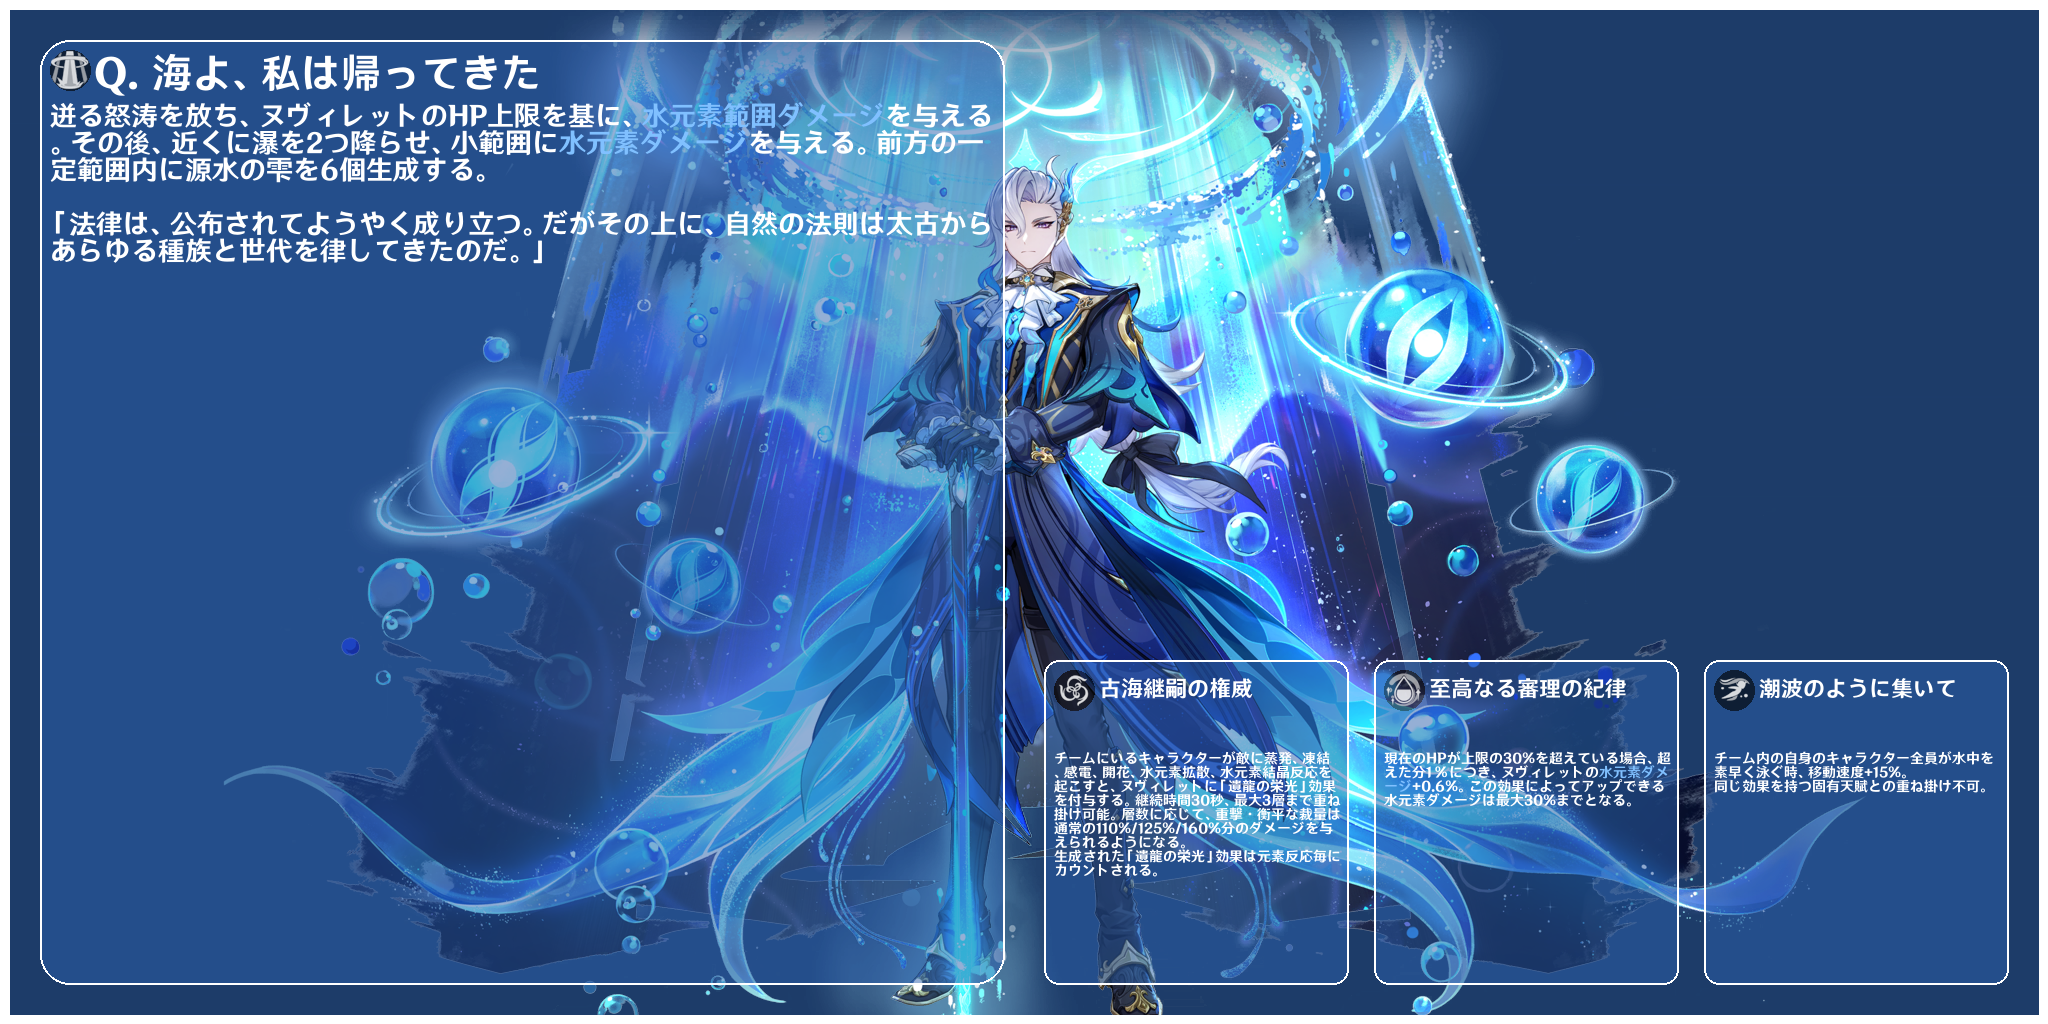 Q. 海よ、私は帰ってきた
迸る怒涛を放ち、ヌヴィレットのHP上限を基に、水元素範囲ダメージを与える
。その後、近くに瀑を2つ降らせ、小範囲に水元素ダメージを与える。前方の一
定範囲内に源水の雫を6個生成する。
「法律は、公布されてようやく成り立つ。だがその上に、自然の法則は太古から
あらゆる種族と世代を律してきたのだ。」
古海継嗣の権威
チームにいるキャラクターが敵に蒸発、凍結
、感電、開花、水元素拡散、水元素結晶反応を
起こすと、ヌヴィレットに「遺龍の栄光」効果
を付与する。継続時間30秒、最大3層まで重ね
掛け可能。層数に応じて、重撃・衡平な裁量は
通常の110%/125%/160%分のダメージを与
えられるようになる。
生成された「遺龍の栄光」効果は元素反応毎に
カウントされる。
至高なる審理の紀律
現在のHPが上限の30%を超えている場合、超
えた分1%につき、ヌヴィレットの水元素ダメ
ージ+0.6%。この効果によってアップできる
水元素ダメージは最大30%までとなる。
潮波のように集いて
チーム内の自身のキャラクター全員が水中を
素早く泳ぐ時、移動速度+15%。
同じ効果を持つ固有天賦との重ね掛け不可。